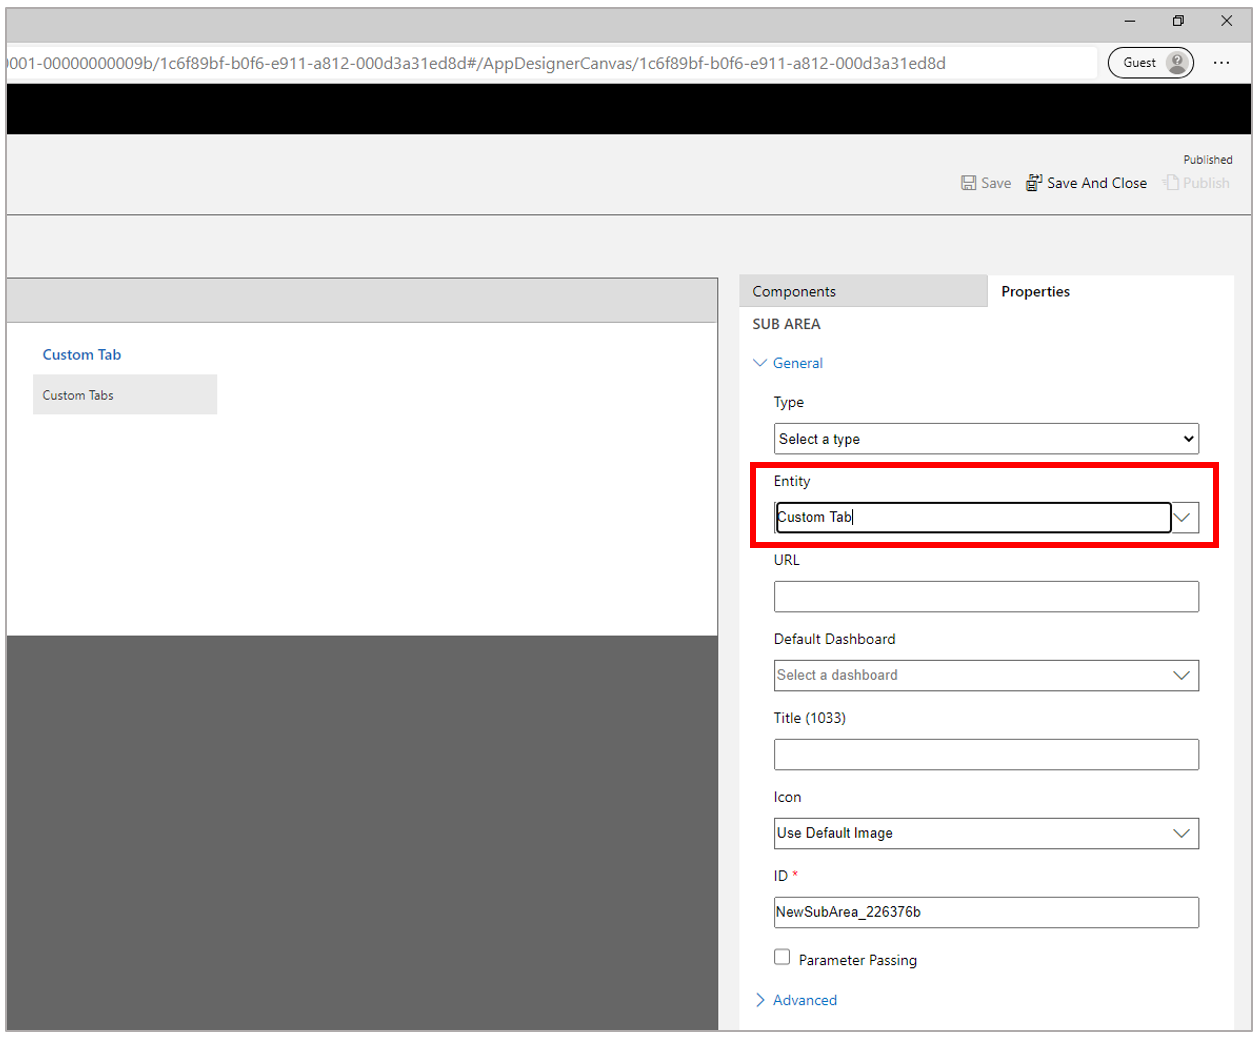 0001-00000000009b/1c6f89bf-b0f6-e911-a812-000d3a31ed8d#/AppDesignerCanvas/1c6f89bf-b0f6-e911-a812-000d3a31ed8d
Guest
Published
Save
Save And Close
Publish
Components
Properties
SUB AREA
Custom Tab
Custom Tabs
General
Type
Select a type
Entity
Custom Tab
URL
Default Dashboard
Select a dashboard
Title (1033)
Icon
Use Default Image
ID *
NewSubArea_226376b
Parameter Passing
Advanced